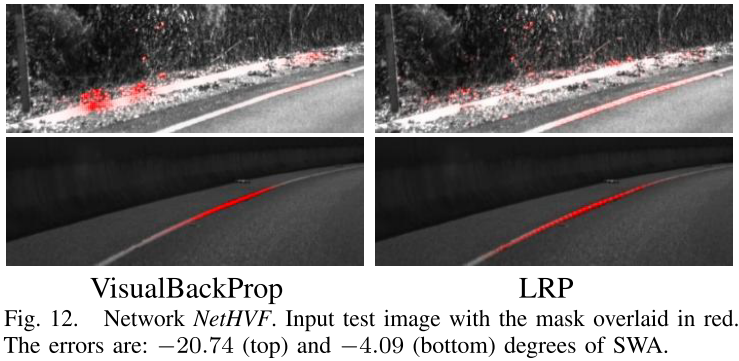 VisualBackProp LRP
Fig. 12. Network NetHVF. Input test image with the mask overlaid in red.
The errors are: −20.74 (top) and −4.09 (bottom) degrees of SWA.